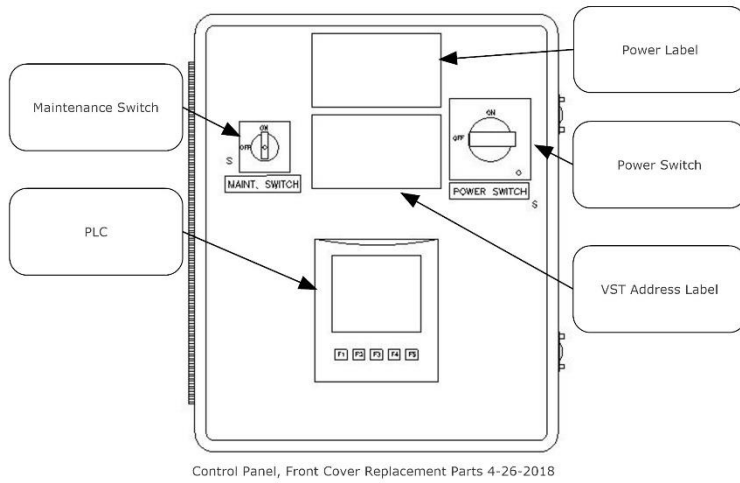 Power Label
Maintenance Switch
ON
OFF
S
MAINT. SWITCH
ON
OFF
POWER SWITCH
S
Power Switch
PLC
VST Address Label
F1 F2 F3 F4 F5
Control Panel, Front Cover Replacement Parts 4-26-2018